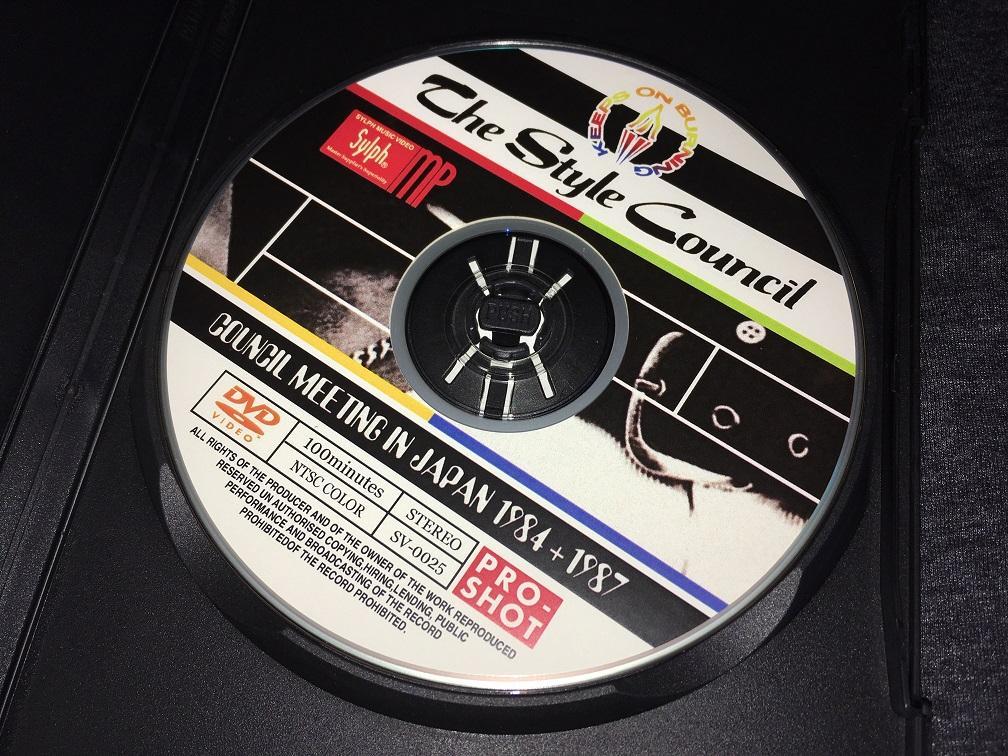 KEEPS ON BURNING
The Style Council
SYLPH MUSIC VIDEO
Sylph®
Master Supplier's Superiority
MP
PUSH
COUNCIL MEETING IN JAPAN 1984 + 1987
DVD
VIDEO
100minutes
STEREO
NTSC COLOR
SV-0025
PRO-
SHOT
ALL RIGHTS OF THE PRODUCER AND OF THE OWNER OF THE WORK REPRODUCED
RESERVED UN AUTHORISED COPYING,HIRING,LENDING, PUBLIC
PERFORMANCE AND BROADCASTING OF THE RECORD
PROHIBITEDOF THE RECORD PROHIBITED.